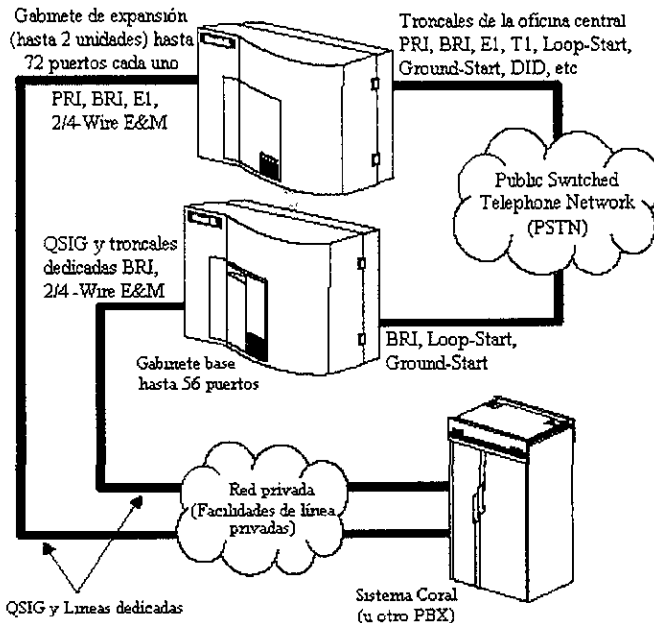 Gabinete de expansión
(hasta 2 unidades) hasta
72 puertos cada uno
PRI, BRI, E1,
2/4-Wire E&M
Troncales de la oficina central
PRI, BRI, E1, T1, Loop-Start,
Ground-Start, DID, etc
Public Switched
Telephone Network
(PSTN)
QSIG y troncales
dedicadas BRI,
2/4-Wire E&M
Gabinete base
hasta 56 puertos
BRI, Loop-Start,
Ground-Start
Red privada
(Facilidades de línea
privadas)
QSIG y Lineas dedicadas
Sistema Coral
(u otro PBX)